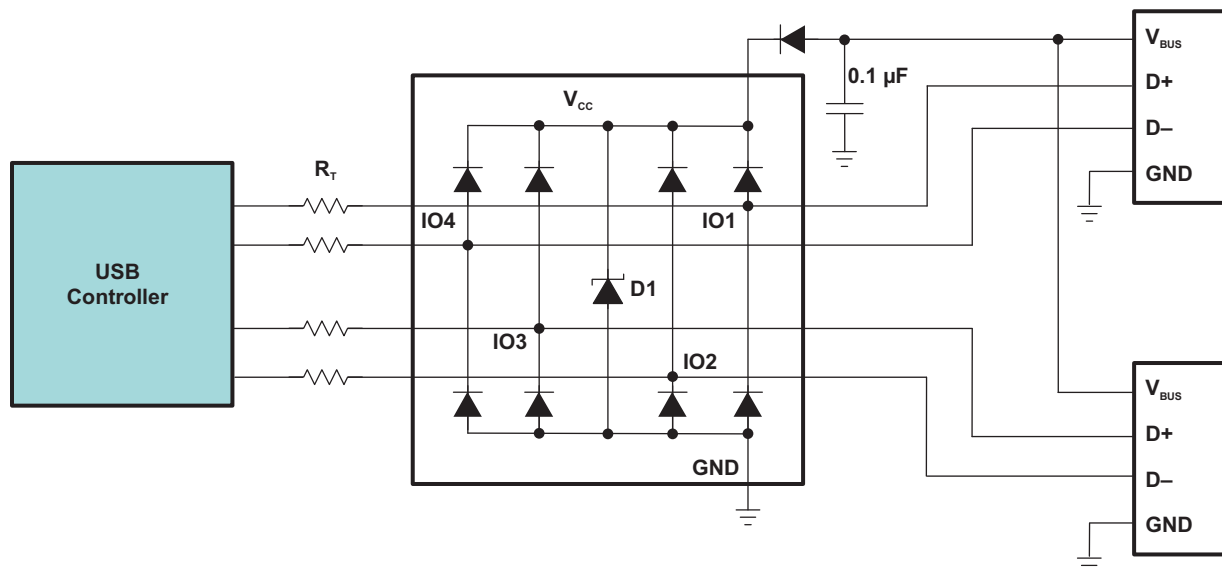 USB
Controller
R_T
V_CC
IO4
IO1
D1
IO3
IO2
GND
0.1 µF
V_BUS
D+
D–
GND
V_BUS
D+
D–
GND